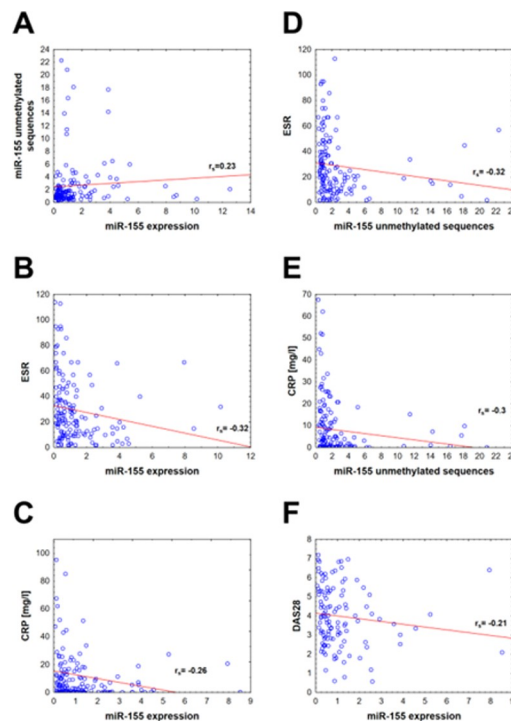 A
24
22
20
18
16
14
12
10
8
6
4
2
0
miR-155 unmethylated
sequences
rs=0.23
0 2 4 6 8 10 12 14
miR-155 expression
D
120
100
80
60
40
20
0
ESR
rs= -0.32
0 2 4 6 8 10 12 14 16 18 20 22 24
miR-155 unmethylated sequences
B
120
100
80
60
40
20
0
ESR
rs= -0.32
0 2 4 6 8 10 12
miR-155 expression
E
70
60
50
40
30
20
10
0
CRP [mg/l]
rs= -0.3
0 2 4 6 8 10 12 14 16 18 20 22 24
miR-155 unmethylated sequences
C
100
80
60
40
20
0
CRP [mg/l]
rs= -0.26
0 1 2 3 4 5 6 7 8 9
miR-155 expression
F
8
7
6
5
4
3
2
1
0
DAS28
rs= -0.21
0 1 2 3 4 5 6 7 8 9
miR-155 expression